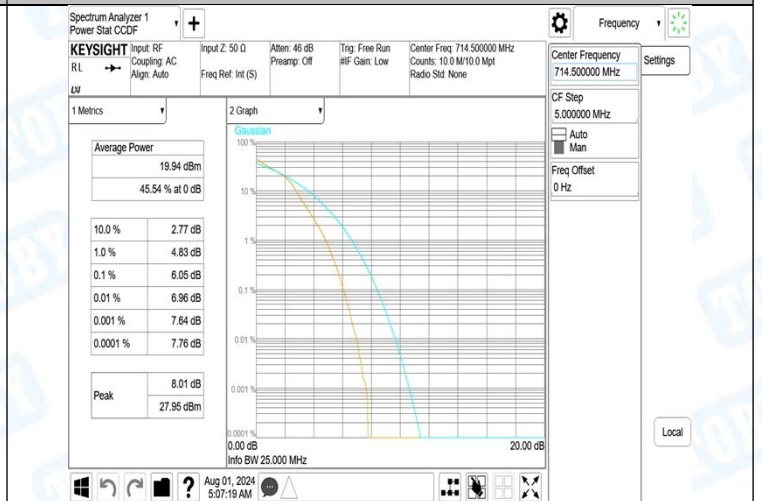 Spectrum Analyzer 1
Power Stat CCDF
+
Frequency
KEYSIGHT
Input: RF
Coupling: AC
Align: Auto
Input Z: 50 Ω
Freq Ref: Int (S)
Atten: 46 dB
Preamp: Off
Trig: Free Run
#IF Gain: Low
Center Freq: 714.500000 MHz
Counts: 10.0 M/10.0 Mpt
Radio Std: None
RL
Center Frequency
714.500000 MHz
Settings
CF Step
5.000000 MHz
Auto
Man
Freq Offset
0 Hz
1 Metrics
2 Graph
Average Power
19.94 dBm
45.54 % at 0 dB
10.0 % 2.77 dB
1.0 % 4.83 dB
0.1 % 6.05 dB
0.01 % 6.96 dB
0.001 % 7.64 dB
0.0001 % 7.76 dB
Peak
8.01 dB
27.95 dBm
Gaussian
100 %
10 %
1 %
0.1 %
0.01 %
0.001 %
0.0001 %
0.00 dB 20.00 dB
Info BW 25.000 MHz
Local
?
Aug 01, 2024
5:07:19 AM